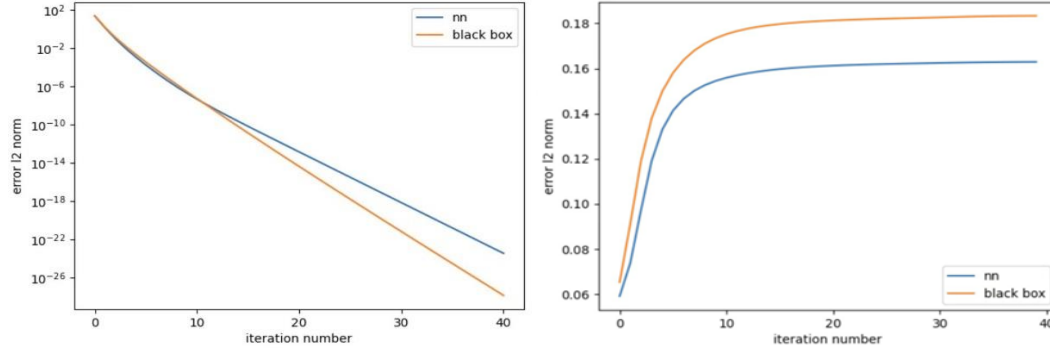 10²
10⁻²
10⁻⁶
10⁻¹⁰
10⁻¹⁴
10⁻¹⁸
10⁻²²
10⁻²⁶
error l2 norm
nn
black box
0 10 20 30 40
iteration number
0.18
0.16
0.14
0.12
0.10
0.08
0.06
error l2 norm
nn
black box
0 10 20 30 40
iteration number